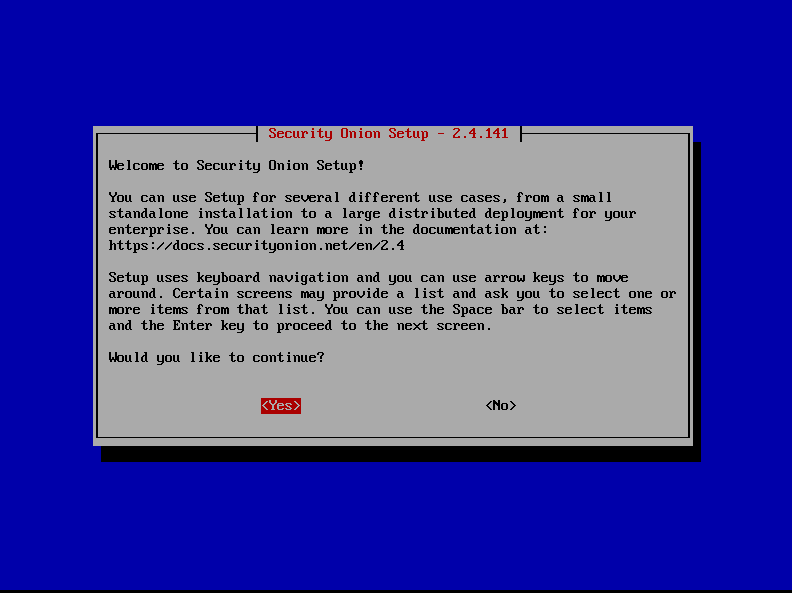 Security Onion Setup - 2.4.141
Welcome to Security Onion Setup!
You can use Setup for several different use cases, from a small
standalone installation to a large distributed deployment for your
enterprise. You can learn more in the documentation at:
https://docs.securityonion.net/en/2.4
Setup uses keyboard navigation and you can use arrow keys to move
around. Certain screens may provide a list and ask you to select one or
more items from that list. You can use the Space bar to select items
and the Enter key to proceed to the next screen.
Would you like to continue?
<Yes> <No>